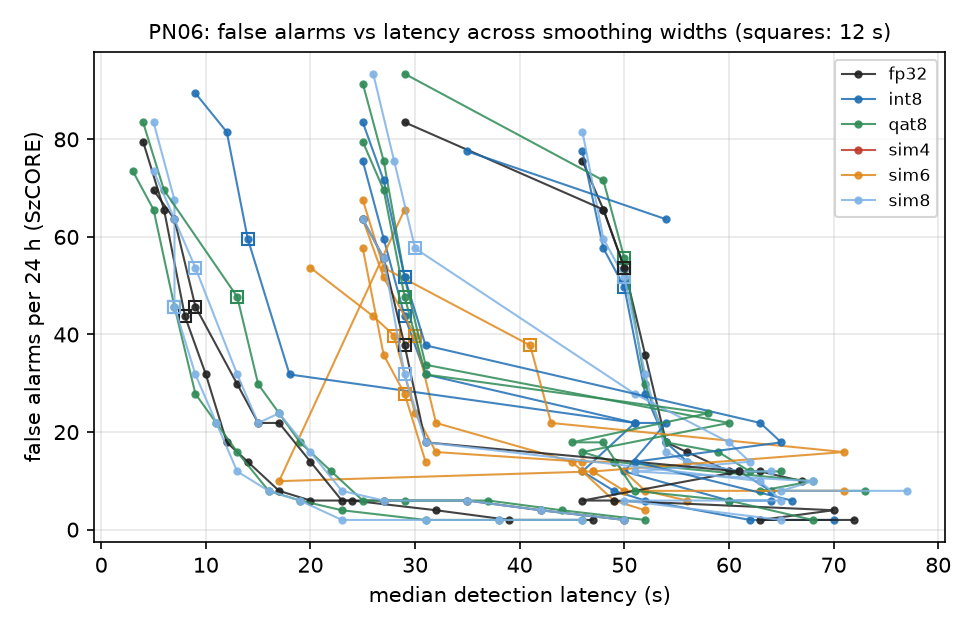 PN06: false alarms vs latency across smoothing widths (squares: 12 s)
false alarms per 24 h (SzCORE)
80
60
40
20
0
0 10 20 30 40 50 60 70 80
median detection latency (s)
fp32
int8
qat8
sim4
sim6
sim8